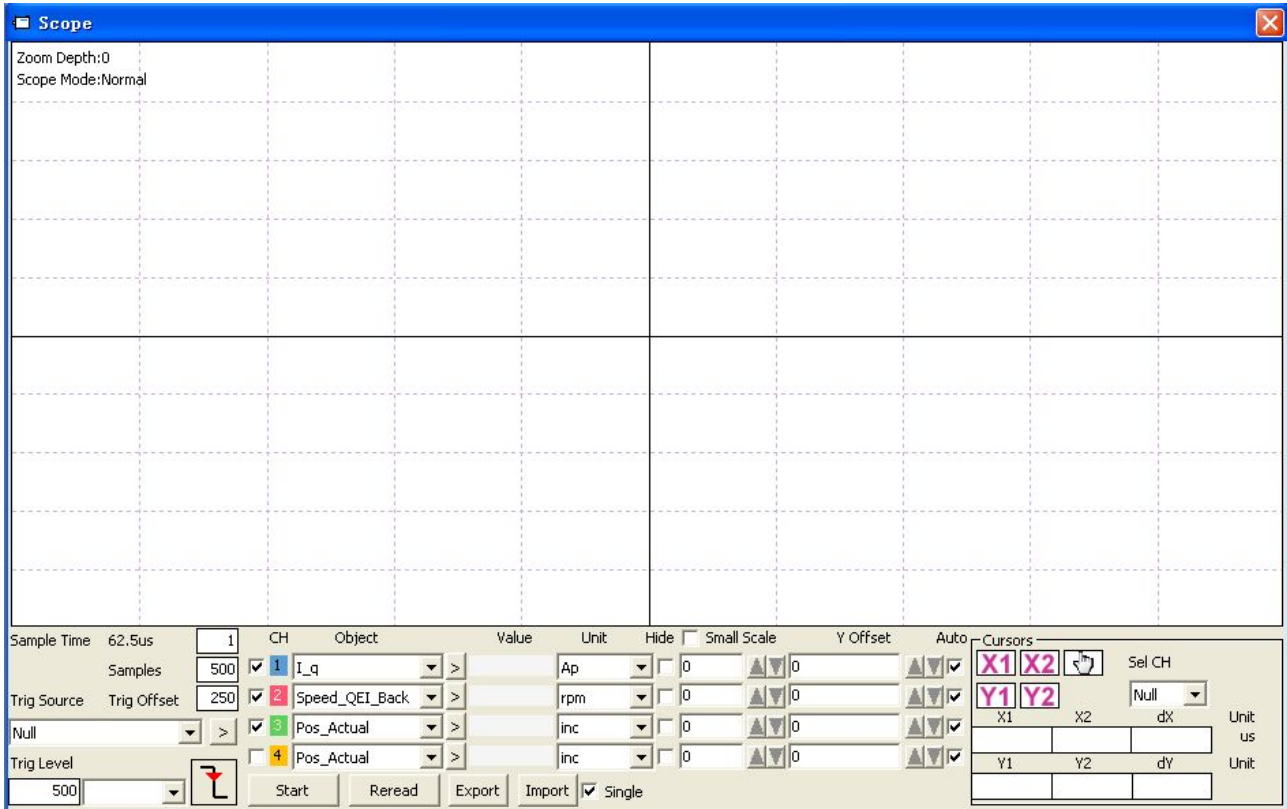 Scope
Zoom Depth:0
Scope Mode:Normal
Sample Time 62.5us 1
Samples 500
Trig Source Trig Offset 250
Null >
Trig Level
500
CH Object Value Unit Hide Small Scale Y Offset Auto
1 I_q > Ap 0 0
2 Speed_QEI_Back > rpm 0 0
3 Pos_Actual > inc 0 0
4 Pos_Actual > inc 0 0
Start Reread Export Import Single
Cursors
X1 X2 Sel CH
Y1 Y2 Null
X1 X2 dX Unit
us
Y1 Y2 dY Unit